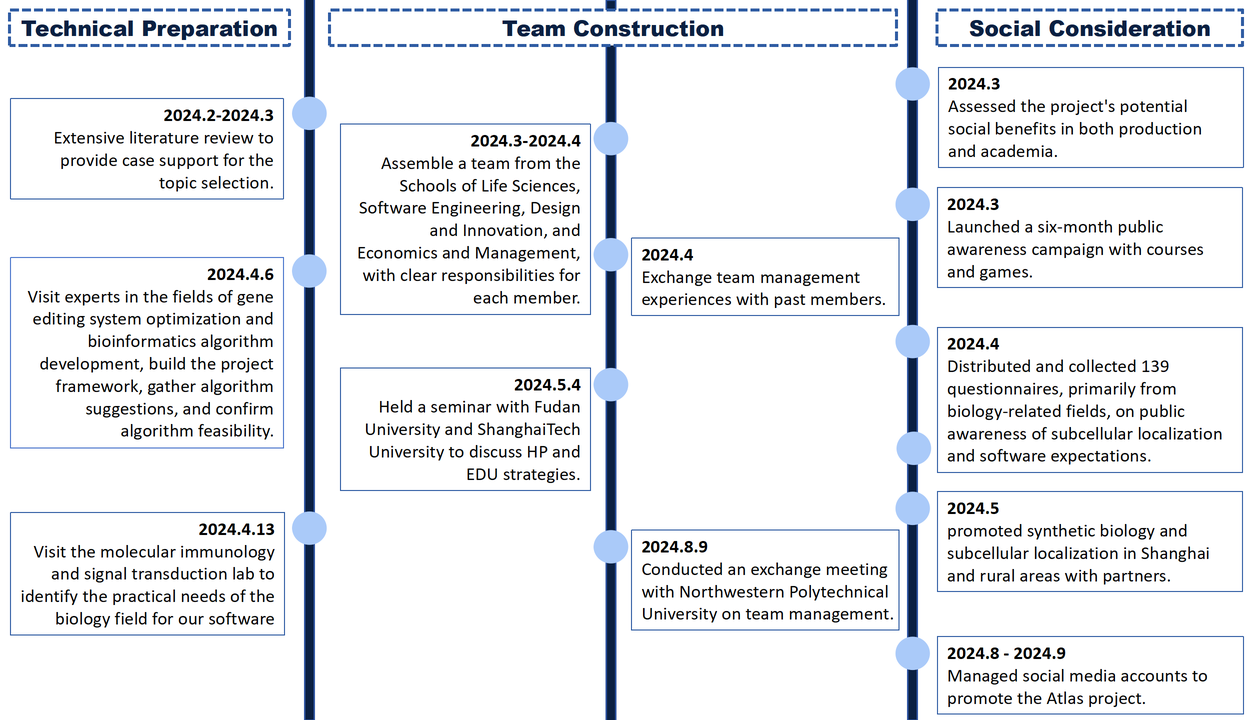 Technical Preparation
2024.2-2024.3
Extensive literature review to
provide case support for the
topic selection.
2024.4.6
Visit experts in the fields of gene
editing system optimization and
bioinformatics algorithm
development, build the project
framework, gather algorithm
suggestions, and confirm
algorithm feasibility.
2024.4.13
Visit the molecular immunology
and signal transduction lab to
identify the practical needs of the
biology field for our software
Team Construction
2024.3-2024.4
Assemble a team from the
Schools of Life Sciences,
Software Engineering, Design
and Innovation, and
Economics and Management,
with clear responsibilities for
each member.
2024.4
Exchange team management
experiences with past members.
2024.5.4
Held a seminar with Fudan
University and ShanghaiTech
University to discuss HP and
EDU strategies.
2024.8.9
Conducted an exchange meeting
with Northwestern Polytechnical
University on team management.
Social Consideration
2024.3
Assessed the project's potential
social benefits in both production
and academia.
2024.3
Launched a six-month public
awareness campaign with courses
and games.
2024.4
Distributed and collected 139
questionnaires, primarily from
biology-related fields, on public
awareness of subcellular localization
and software expectations.
2024.5
promoted synthetic biology and
subcellular localization in Shanghai
and rural areas with partners.
2024.8 - 2024.9
Managed social media accounts to
promote the Atlas project.